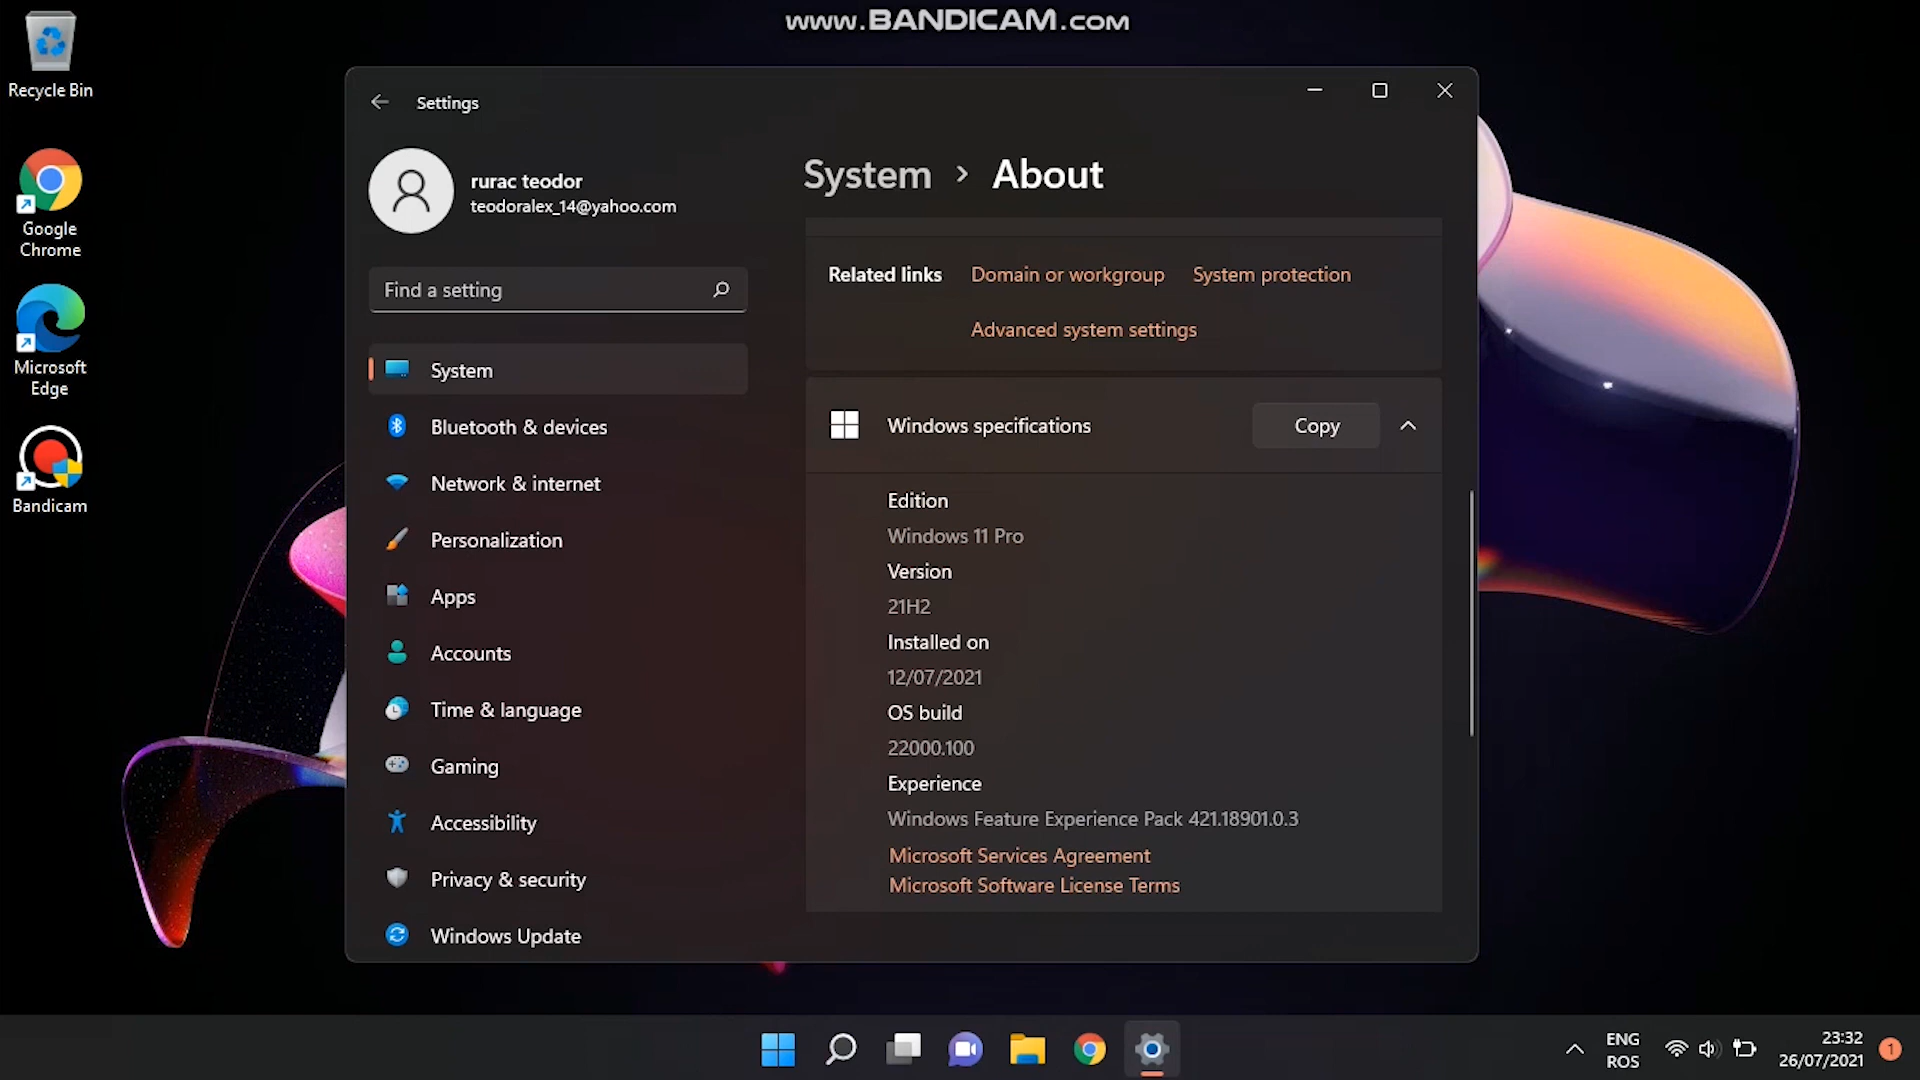 www.BANDICAM.com
Recycle Bin
Google
Chrome
Microsoft
Edge
Bandicam
Settings
rurac teodor
teodoralex_14@yahoo.com
Find a setting
System
Bluetooth & devices
Network & internet
Personalization
Apps
Accounts
Time & language
Gaming
Accessibility
Privacy & security
Windows Update
System > About
Related links Domain or workgroup System protection
Advanced system settings
Windows specifications Copy
Edition
Windows 11 Pro
Version
21H2
Installed on
12/07/2021
OS build
22000.100
Experience
Windows Feature Experience Pack 421.18901.0.3
Microsoft Services Agreement
Microsoft Software License Terms
ENG
ROS
23:32
26/07/2021
1